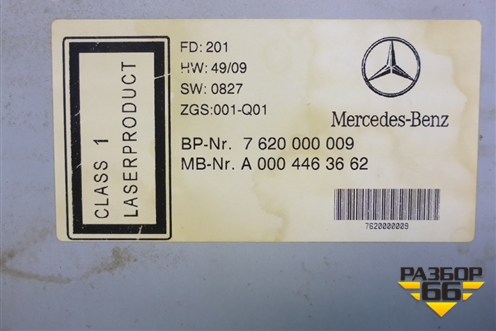 CLASS 1
LASERPRODUCT
FD: 201
HW: 49/09
SW: 0827
ZGS:001-Q01
Mercedes-Benz
BP-Nr. 7 620 000 009
MB-Nr. A 000 446 36 62
7620000009
РАЗБОР
66